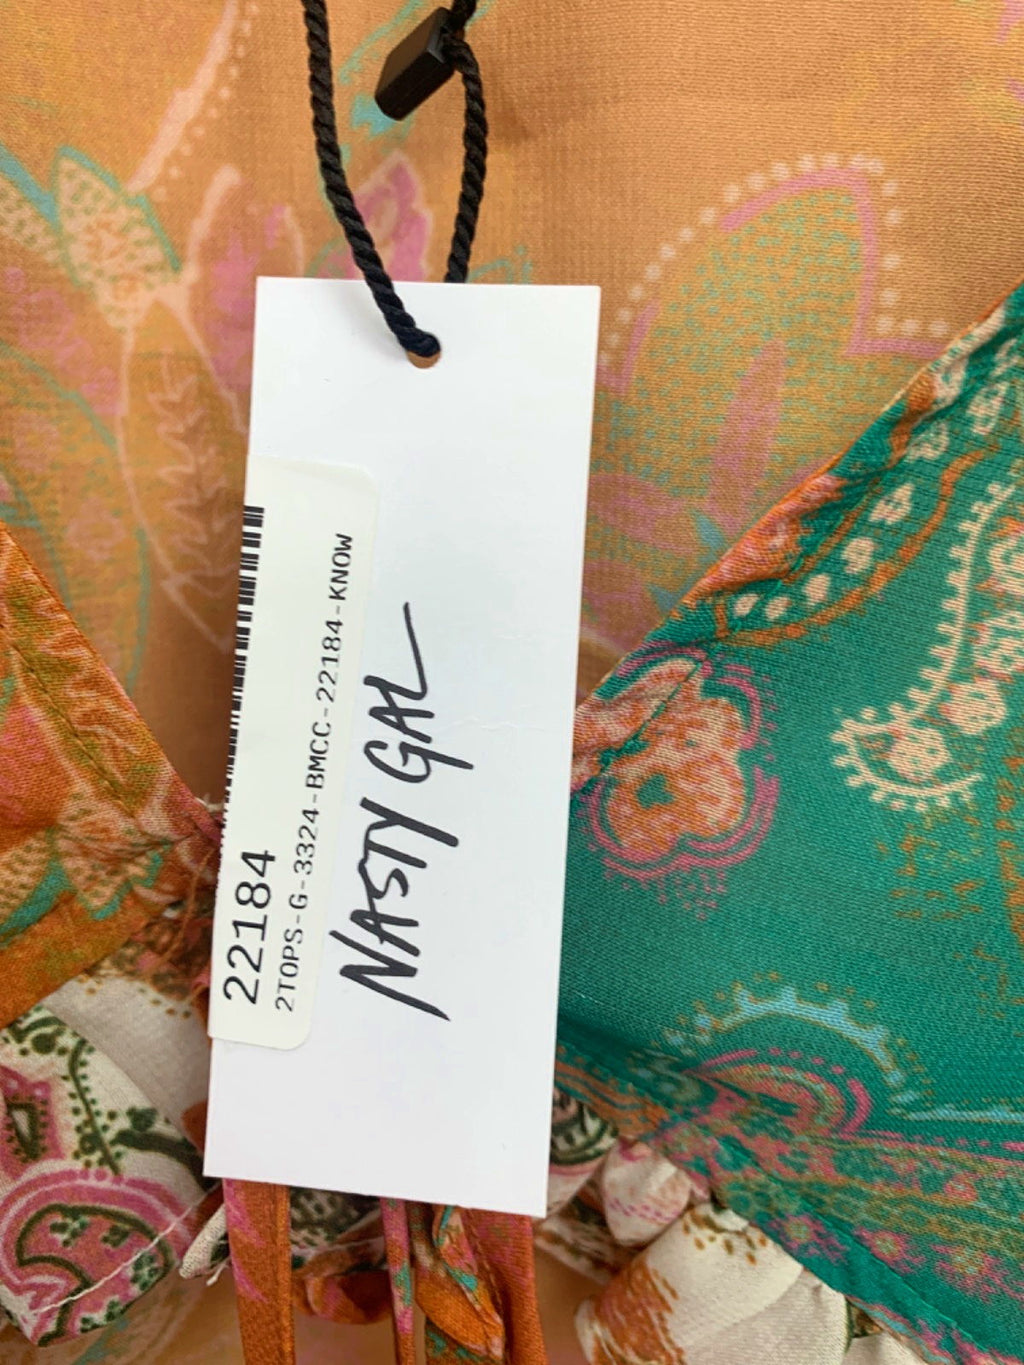 22184
2TOPS-G-3324-BMCC-22184-KNOW
NASTY GAL